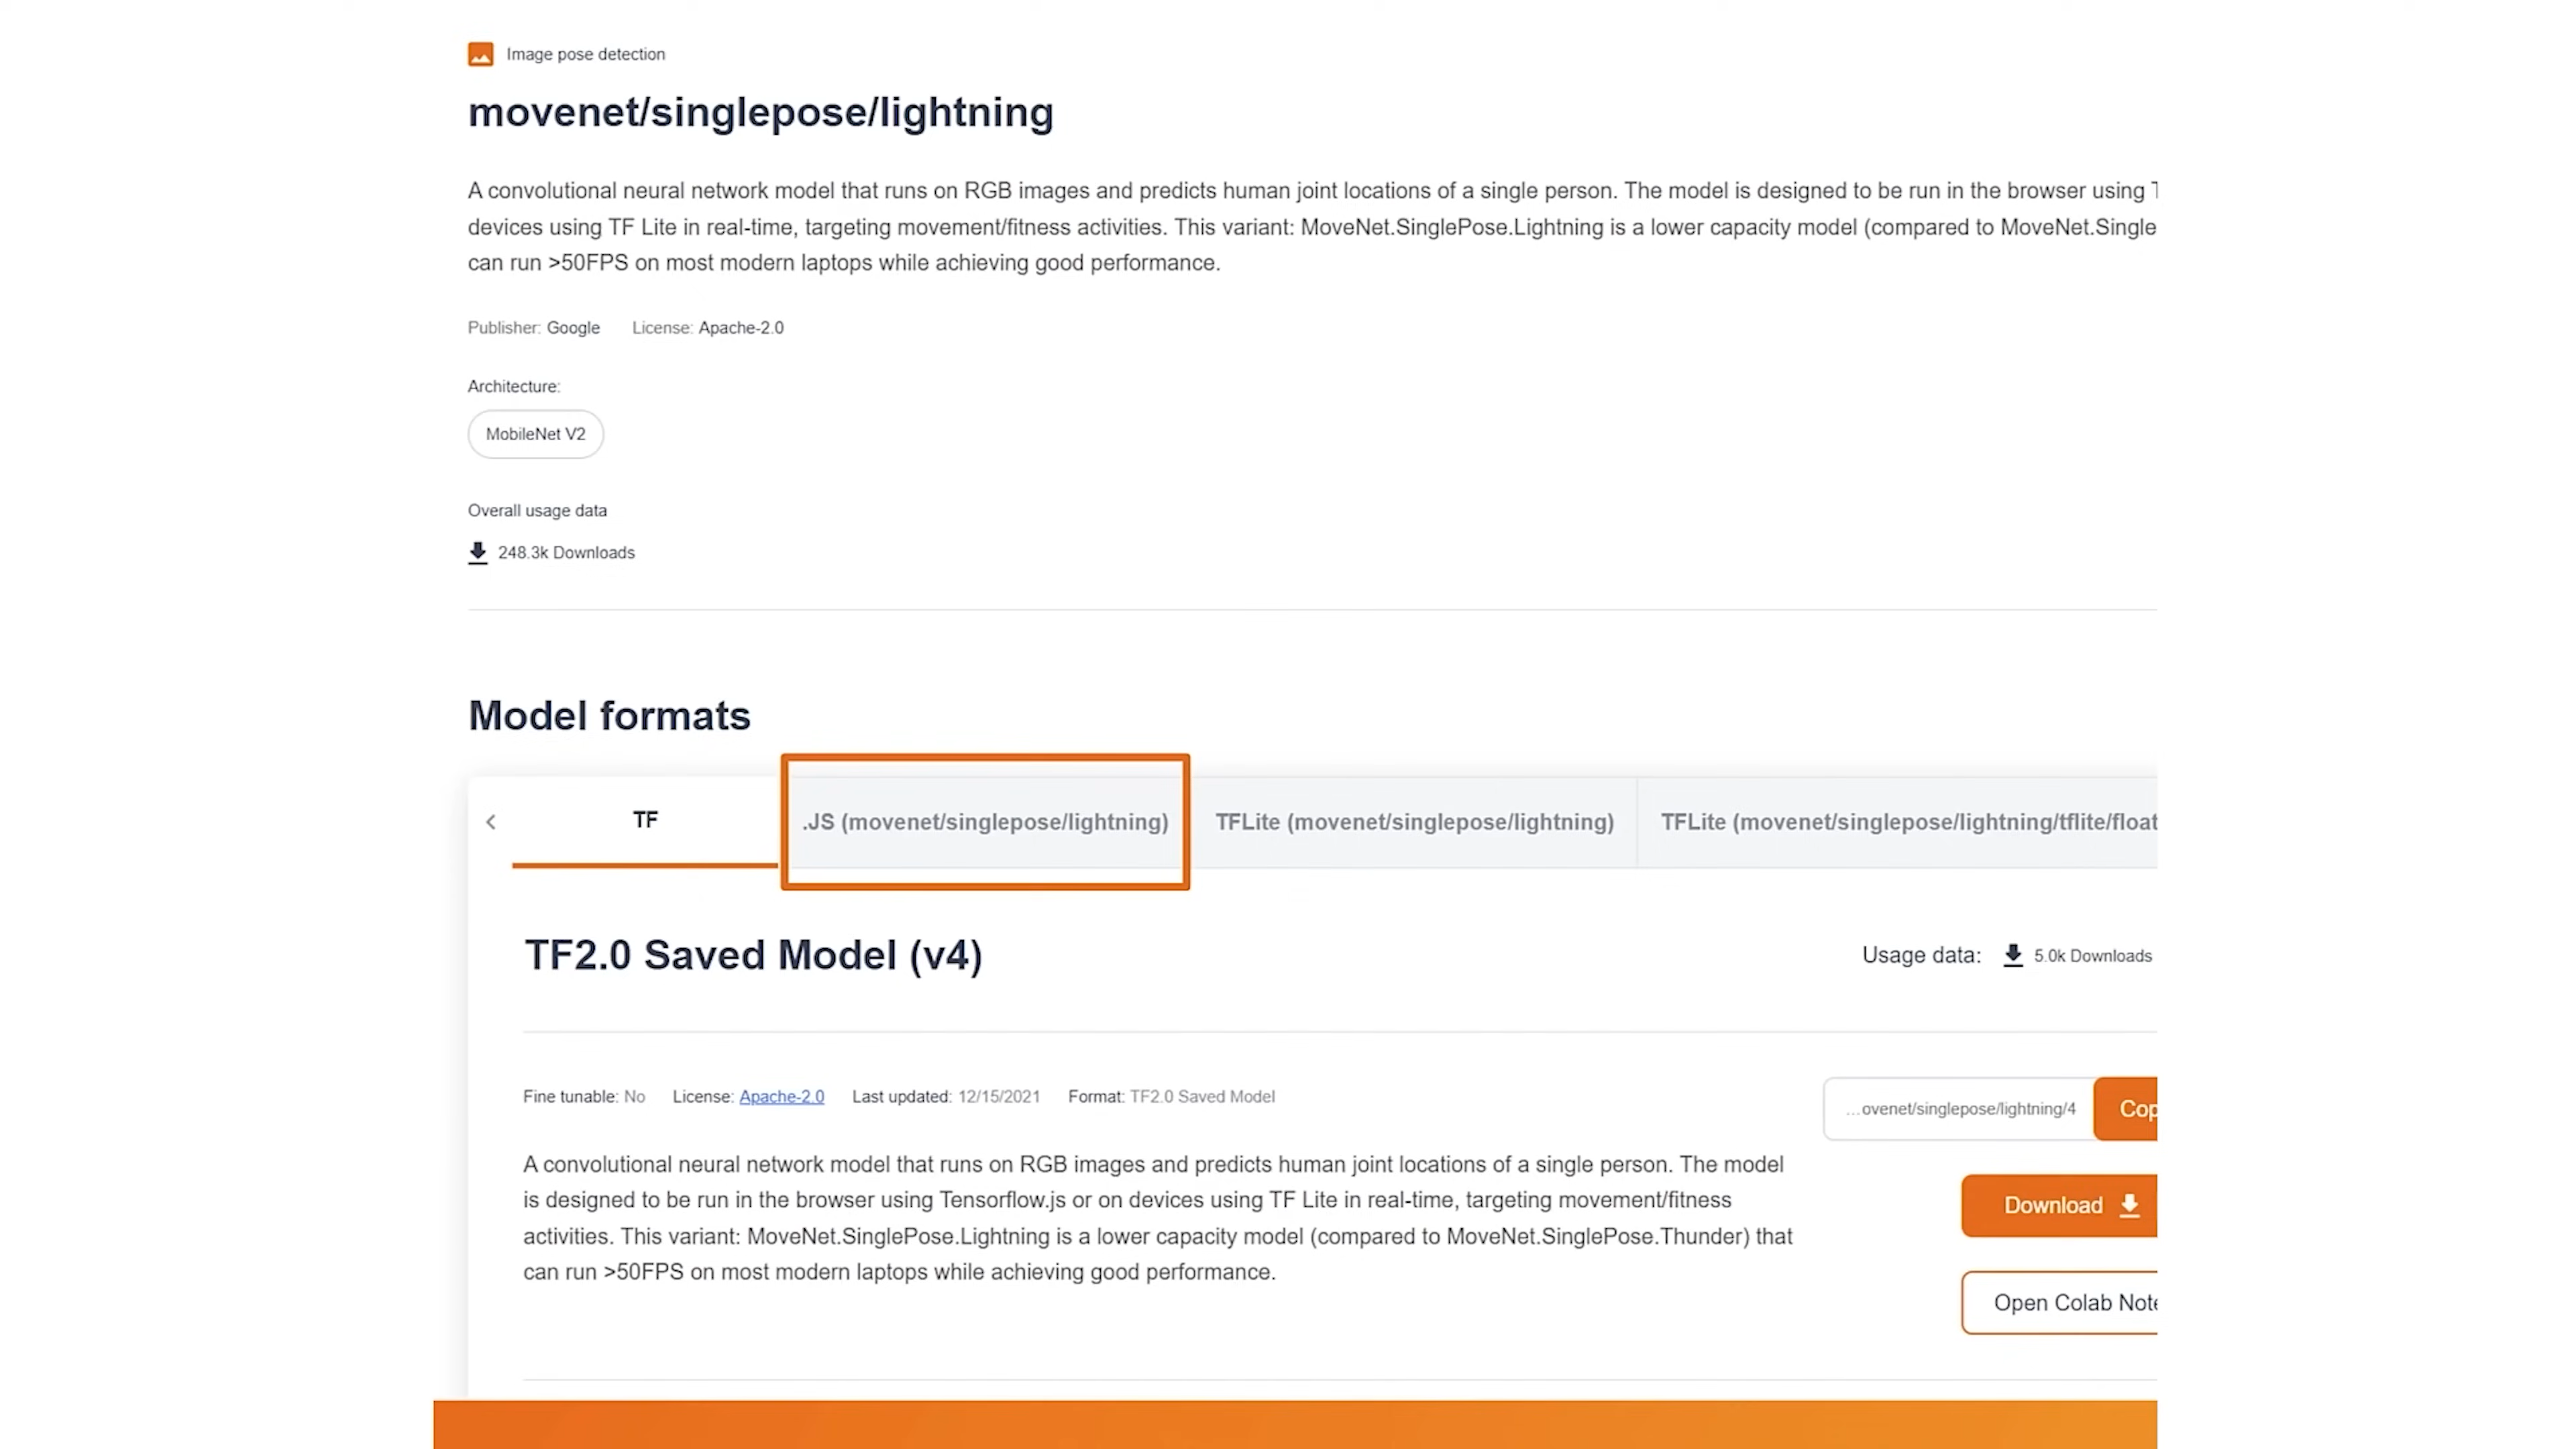 Image pose detection
movenet/singlepose/lightning
A convolutional neural network model that runs on RGB images and predicts human joint locations of a single person. The model is designed to be run in the browser using
devices using TF Lite in real-time, targeting movement/fitness activities. This variant: MoveNet.SinglePose.Lightning is a lower capacity model (compared to MoveNet.Single
can run >50FPS on most modern laptops while achieving good performance.
Publisher: Google License: Apache-2.0
Architecture:
MobileNet V2
Overall usage data
248.3k Downloads
Model formats
TF .JS (movenet/singlepose/lightning) TFLite (movenet/singlepose/lightning) TFLite (movenet/singlepose/lightning/tflite/float
TF2.0 Saved Model (v4) Usage data: 5.0k Downloads
Fine tunable: No License: Apache-2.0 Last updated: 12/15/2021 Format: TF2.0 Saved Model
...ovenet/singlepose/lightning/4 Cop
A convolutional neural network model that runs on RGB images and predicts human joint locations of a single person. The model
is designed to be run in the browser using Tensorflow.js or on devices using TF Lite in real-time, targeting movement/fitness
activities. This variant: MoveNet.SinglePose.Lightning is a lower capacity model (compared to MoveNet.SinglePose.Thunder) that
can run >50FPS on most modern laptops while achieving good performance.
Download
Open Colab Note